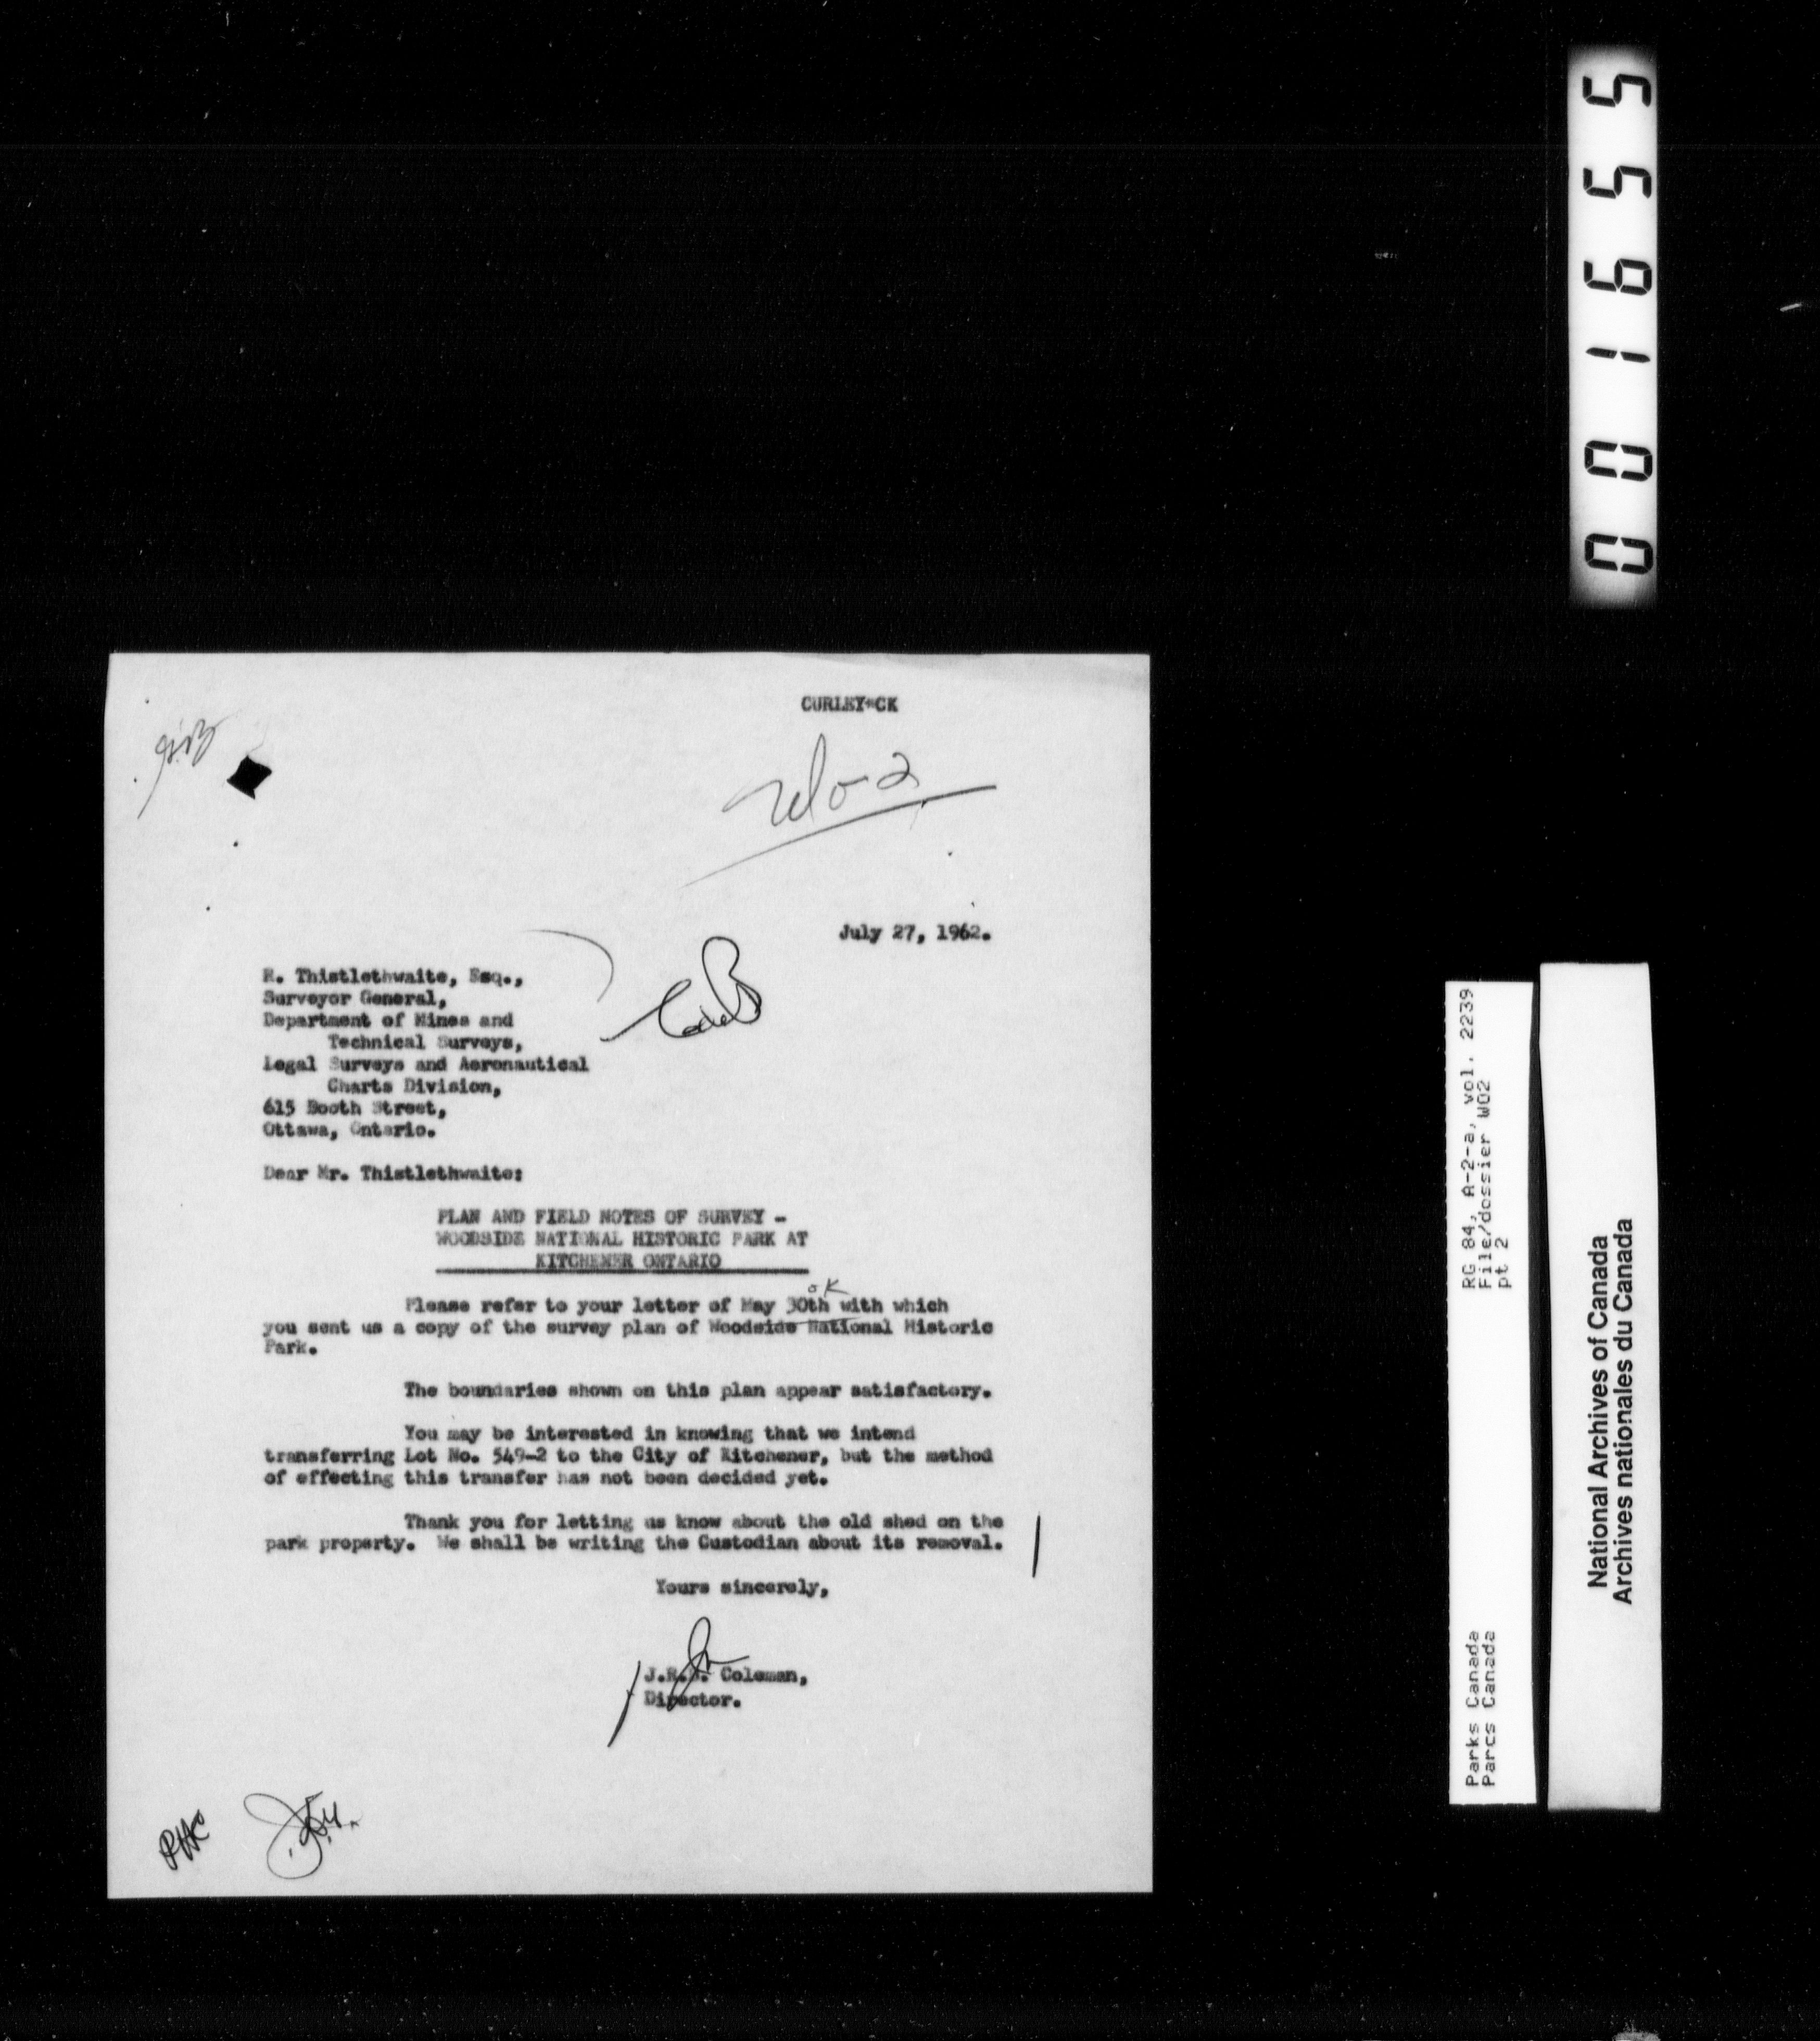 CURLEY*CK
Wo2
July 27, 1962.
R. Thistlethwaite, Esq.,
Surveyor General,
Department of Mines and
Technical Surveys,
Legal Surveys and Aeronautical
Charts Division,
615 Booth Street,
Ottawa, Ontario.
Dear Mr. Thistlethwaite:
PLAN AND FIELD NOTES OF SURVEY -
WOODSIDE NATIONAL HISTORIC PARK AT
KITCHENER ONTARIO
OK
Please refer to your letter of May 30th with which
you sent us a copy of the survey plan of Woodside National Historic
Park.
The boundaries shown on this plan appear satisfactory.
You may be interested in knowing that we intend
transferring Lot No. 549-2 to the City of Kitchener, but the method
of effecting this transfer has not been decided yet.
Thank you for letting us know about the old shed on the
park property. We shall be writing the Custodian about its removal.
Yours sincerely,
J.R.B. Coleman,
Director.
PHC
001655
RG 84, A-2-a, vol. 2239
File/dossier WO2
pt 2
Parks Canada
Parcs Canada
National Archives of Canada
Archives nationales du Canada